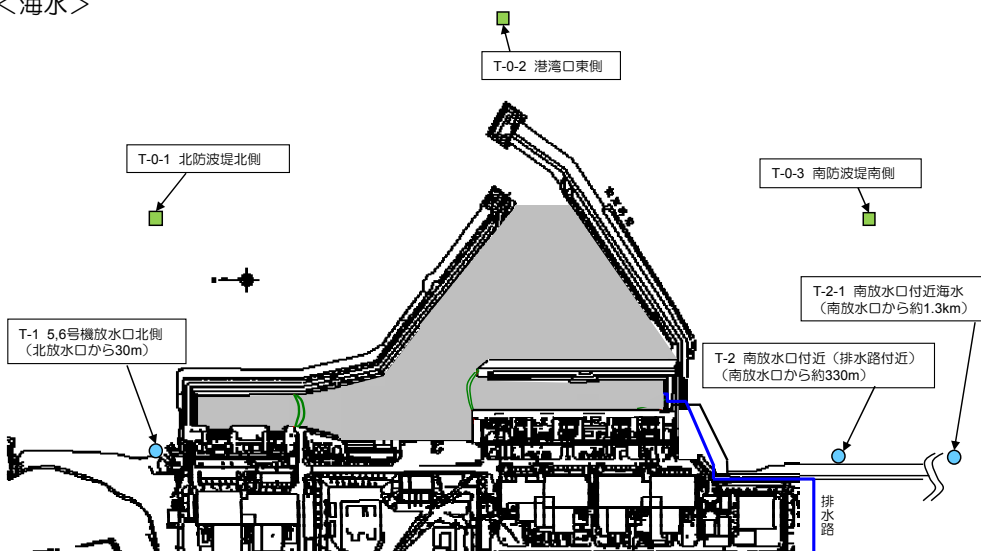 ＜海水＞
T-0-2 港湾口東側
T-0-1 北防波堤北側
T-0-3 南防波堤南側
T-2-1 南放水口付近海水
（南放水口から約1.3km）
T-1 5,6号機放水口北側
（北放水口から30m）
T-2 南放水口付近（排水路付近）
（南放水口から約330m）
排水路